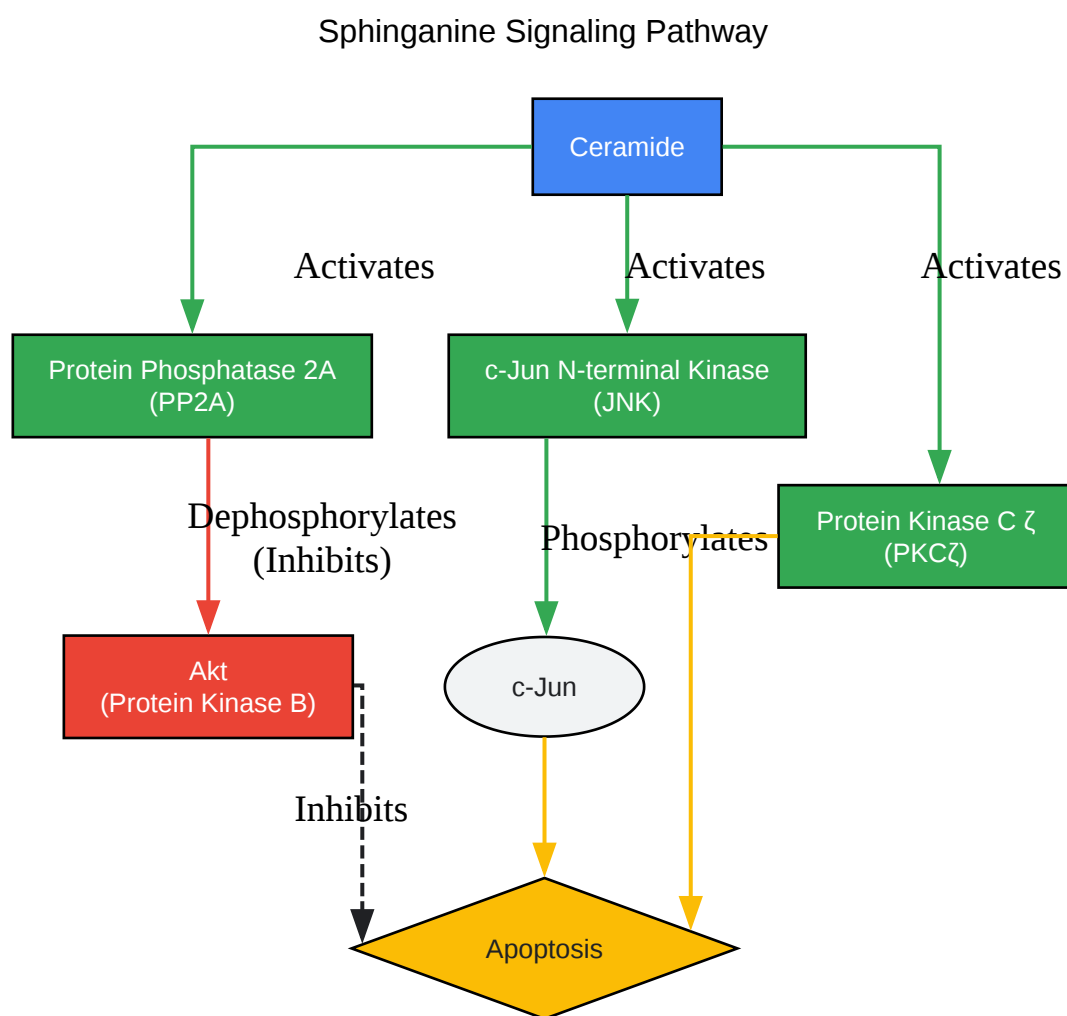 Sphinganine Signaling Pathway
Ceramide
Activates
Activates
Activates
Protein Phosphatase 2A
(PP2A)
c-Jun N-terminal Kinase
(JNK)
Protein Kinase C ζ
(PKCζ)
Dephosphorylates
(Inhibits)
Phosphorylates
Akt
(Protein Kinase B)
c-Jun
Inhibits
Apoptosis